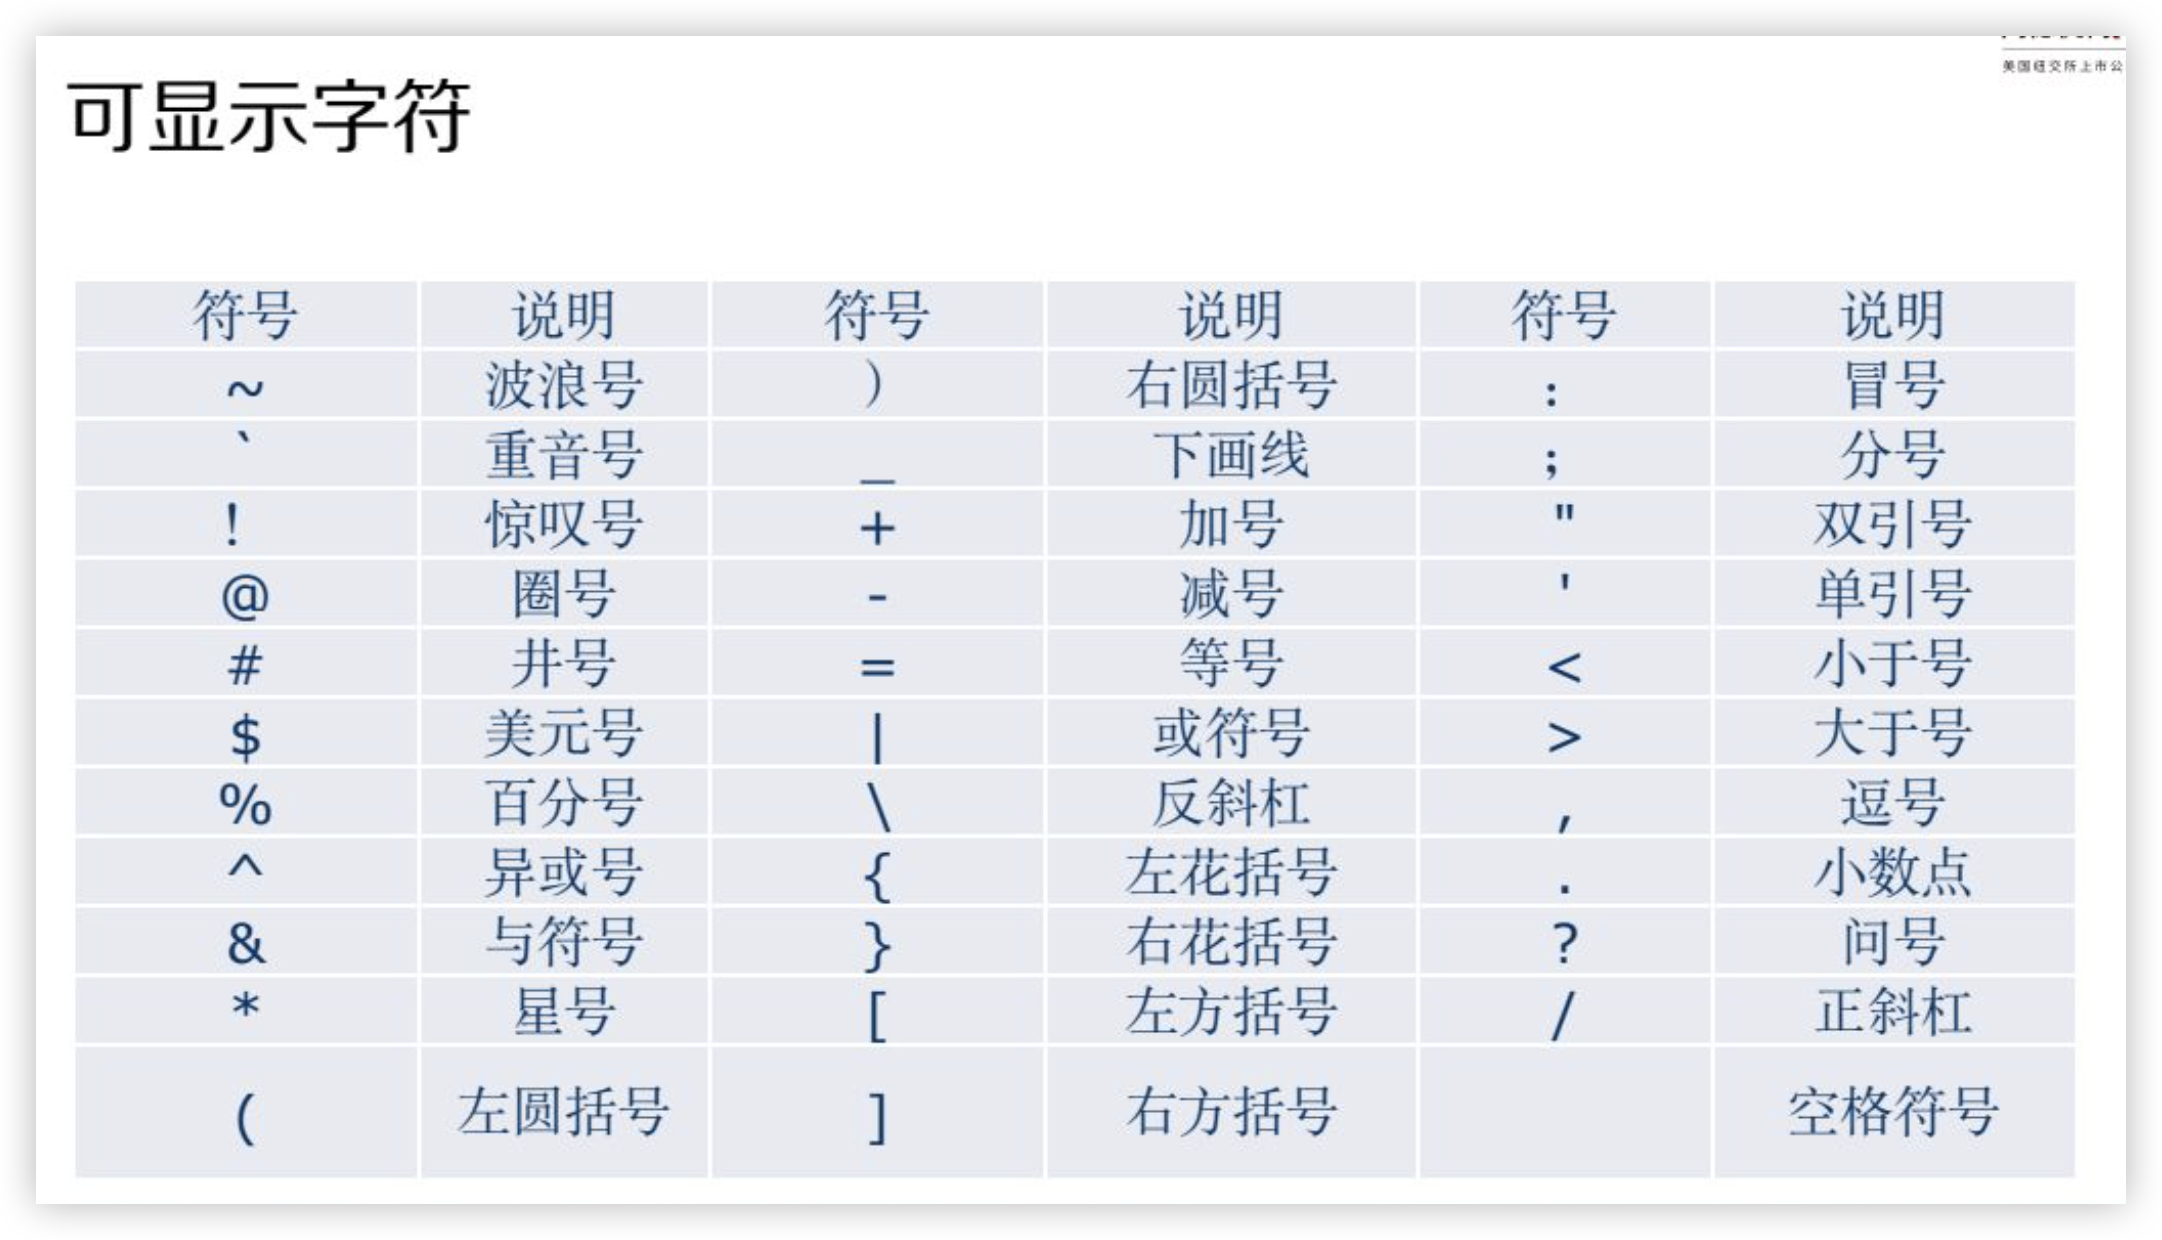 美国纽交所上市公
可显示字符
符号 说明 符号 说明 符号 说明
~ 波浪号 ） 右圆括号 ： 冒号
` 重音号 _ 下画线 ； 分号
！ 惊叹号 + 加号 " 双引号
@ 圈号 - 减号 ' 单引号
# 井号 = 等号 < 小于号
$ 美元号 | 或符号 > 大于号
% 百分号 \ 反斜杠 , 逗号
^ 异或号 { 左花括号 . 小数点
& 与符号 } 右花括号 ? 问号
* 星号 [ 左方括号 / 正斜杠
( 左圆括号 ] 右方括号 空格符号